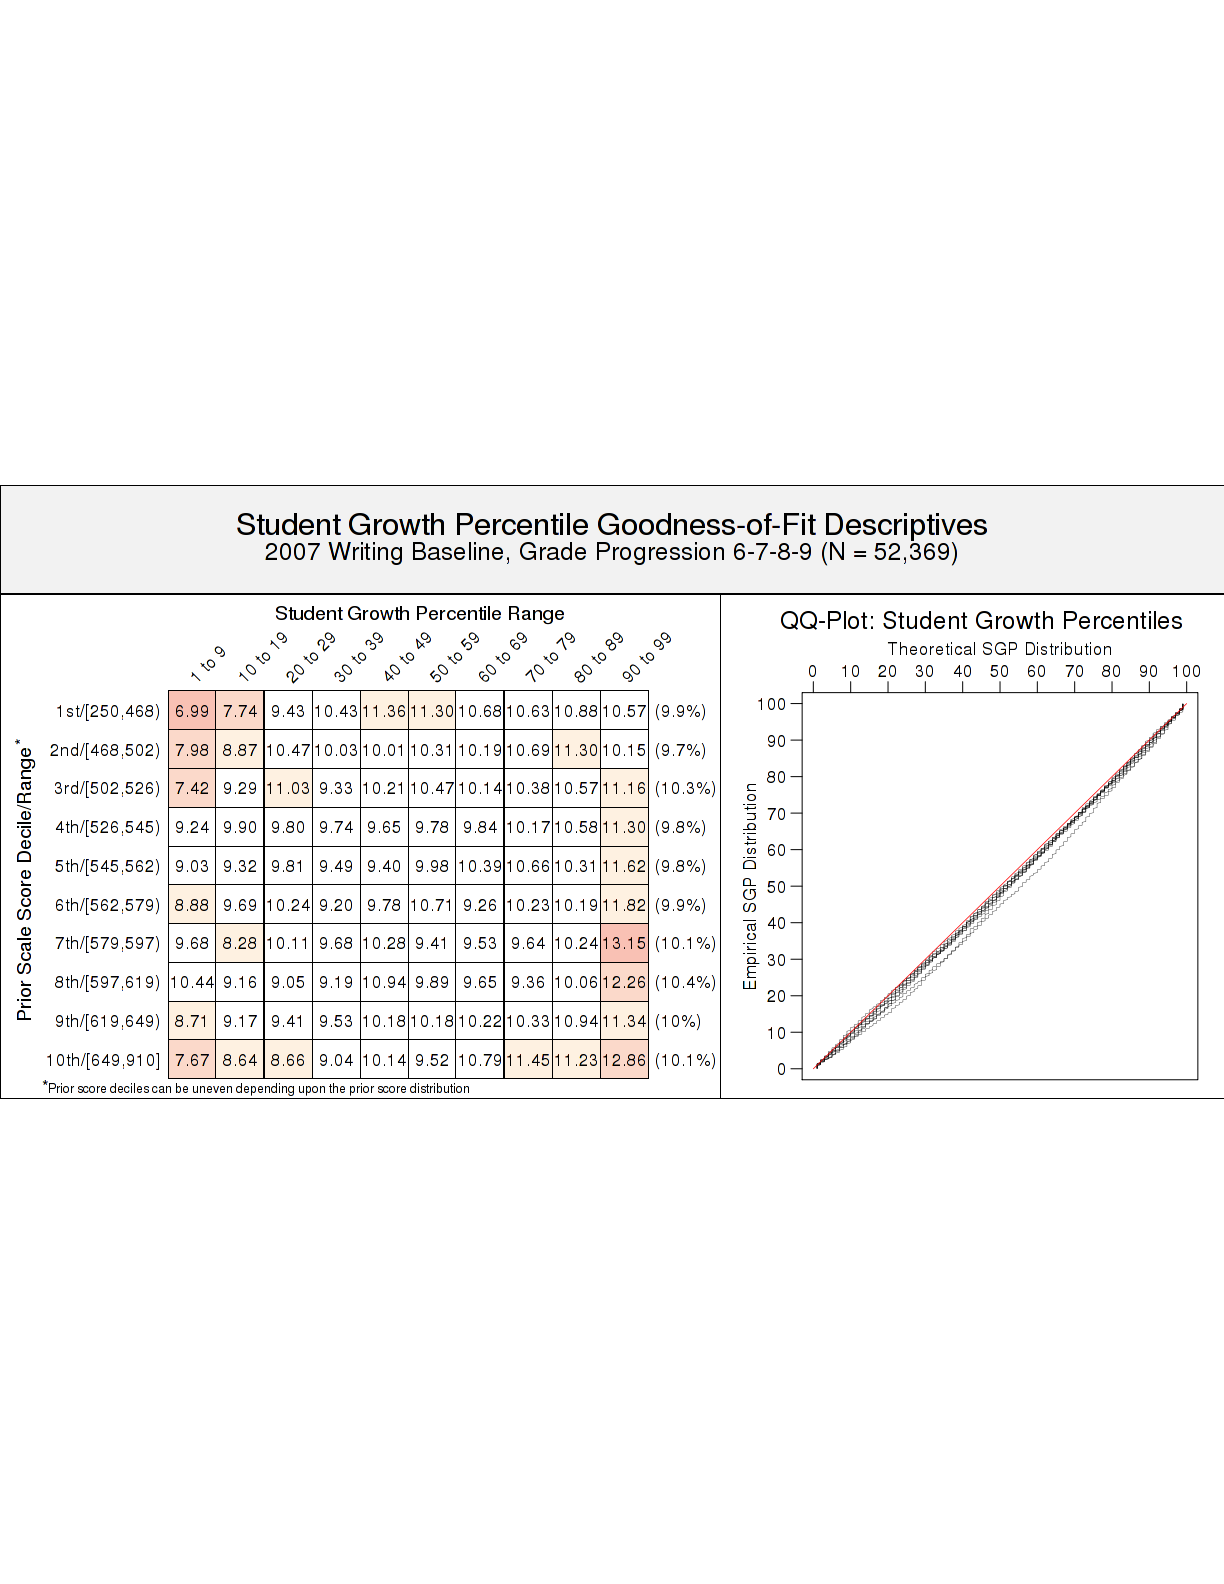 Student Growth Percentile Goodness-of-Fit Descriptives
2007 Writing Baseline, Grade Progression 6-7-8-9 (N = 52,369)
Student Growth Percentile Range
1 to 9 10 to 19 20 to 29 30 to 39 40 to 49 50 to 59 60 to 69 70 to 79 80 to 89 90 to 99
Prior Scale Score Decile/Range*
1st/[250,468) 6.99 7.74 9.43 10.43 11.36 11.30 10.68 10.63 10.88 10.57 (9.9%)
2nd/[468,502) 7.98 8.87 10.47 10.03 10.01 10.31 10.19 10.69 11.30 10.15 (9.7%)
3rd/[502,526) 7.42 9.29 11.03 9.33 10.21 10.47 10.14 10.38 10.57 11.16 (10.3%)
4th/[526,545) 9.24 9.90 9.80 9.74 9.65 9.78 9.84 10.17 10.58 11.30 (9.8%)
5th/[545,562) 9.03 9.32 9.81 9.49 9.40 9.98 10.39 10.66 10.31 11.62 (9.8%)
6th/[562,579) 8.88 9.69 10.24 9.20 9.78 10.71 9.26 10.23 10.19 11.82 (9.9%)
7th/[579,597) 9.68 8.28 10.11 9.68 10.28 9.41 9.53 9.64 10.24 13.15 (10.1%)
8th/[597,619) 10.44 9.16 9.05 9.19 10.94 9.89 9.65 9.36 10.06 12.26 (10.4%)
9th/[619,649) 8.71 9.17 9.41 9.53 10.18 10.18 10.22 10.33 10.94 11.34 (10%)
10th/[649,910] 7.67 8.64 8.66 9.04 10.14 9.52 10.79 11.45 11.23 12.86 (10.1%)
*Prior score deciles can be uneven depending upon the prior score distribution
QQ-Plot: Student Growth Percentiles
Theoretical SGP Distribution
0 10 20 30 40 50 60 70 80 90 100
Empirical SGP Distribution
100
90
80
70
60
50
40
30
20
10
0